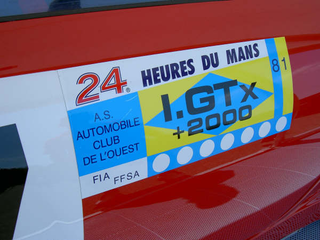 24 HEURES DU MANS
81
A.S.
AUTOMOBILE
CLUB
DE L'OUEST
I.GTX
+2000
FIA FFSA